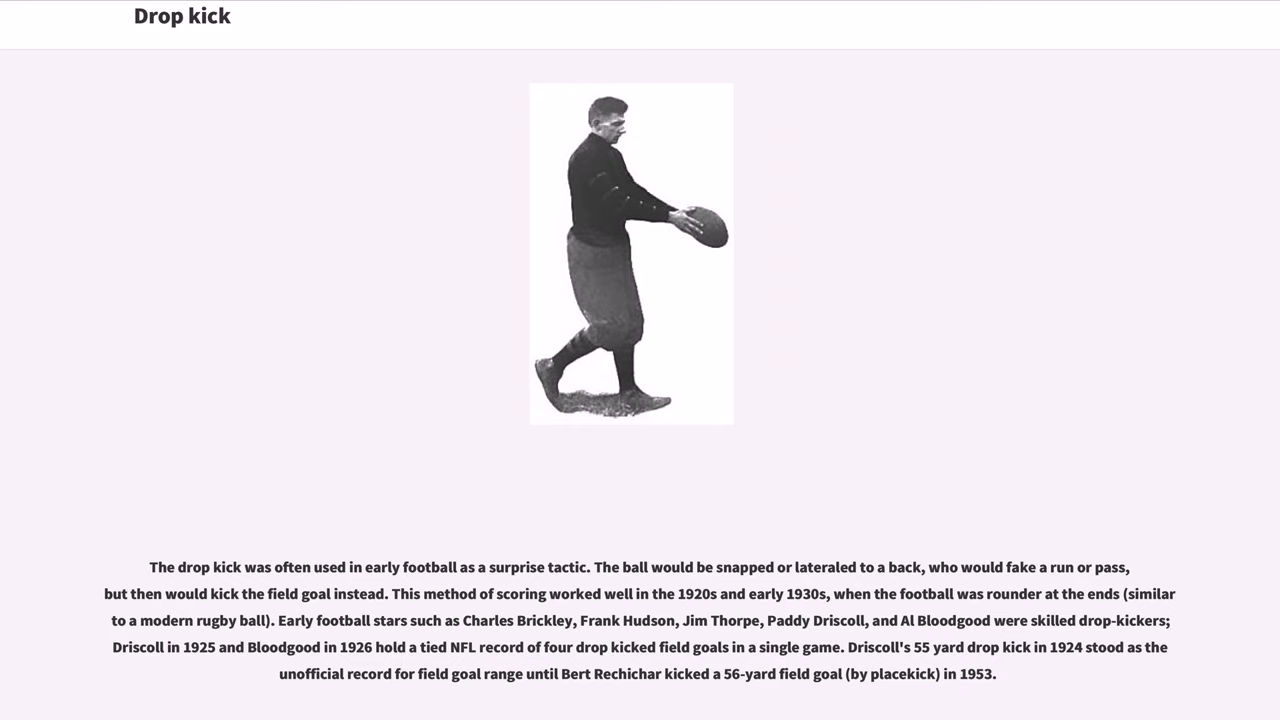 Drop kick
The drop kick was often used in early football as a surprise tactic. The ball would be snapped or lateraled to a back, who would fake a run or pass,
but then would kick the field goal instead. This method of scoring worked well in the 1920s and early 1930s, when the football was rounder at the ends (similar
to a modern rugby ball). Early football stars such as Charles Brickley, Frank Hudson, Jim Thorpe, Paddy Driscoll, and Al Bloodgood were skilled drop-kickers;
Driscoll in 1925 and Bloodgood in 1926 hold a tied NFL record of four drop kicked field goals in a single game. Driscoll's 55 yard drop kick in 1924 stood as the
unofficial record for field goal range until Bert Rechichar kicked a 56-yard field goal (by placekick) in 1953.